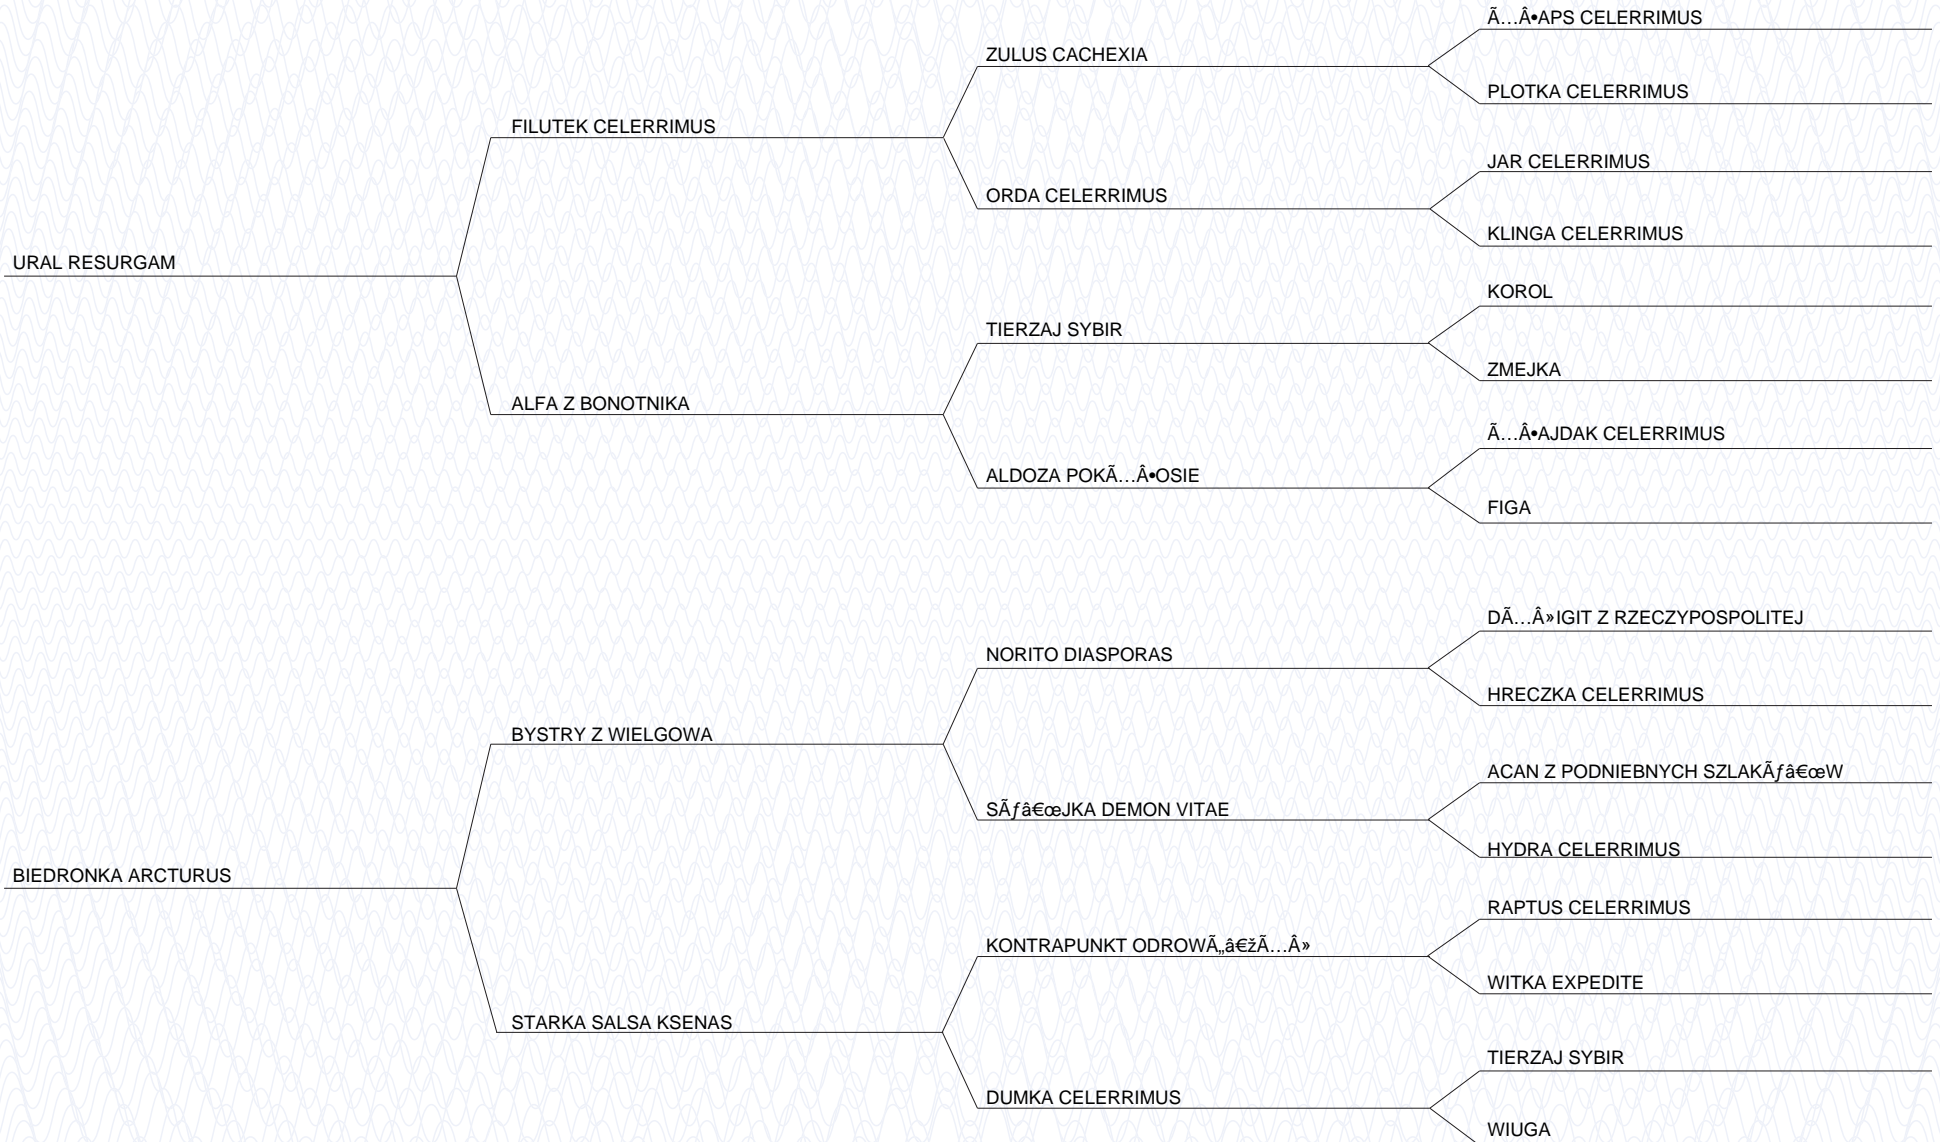 Ã…Â•APS CELERRIMUS
ZULUS CACHEXIA
PLOTKA CELERRIMUS
FILUTEK CELERRIMUS
JAR CELERRIMUS
ORDA CELERRIMUS
KLINGA CELERRIMUS
URAL RESURGAM
KOROL
TIERZAJ SYBIR
ZMEJKA
ALFA Z BONOTNIKA
Ã…Â•AJDAK CELERRIMUS
ALDOZA POKÃ…Â•OSIE
FIGA
DÃ…Â»IGIT Z RZECZYPOSPOLITEJ
NORITO DIASPORAS
HRECZKA CELERRIMUS
BYSTRY Z WIELGOWA
ACAN Z PODNIEBNYCH SZLAKÃƒâ€œW
SÃƒâ€œJKA DEMON VITAE
HYDRA CELERRIMUS
BIEDRONKA ARCTURUS
RAPTUS CELERRIMUS
KONTRAPUNKT ODROWÃ„â€žÃ…Â»
WITKA EXPEDITE
STARKA SALSA KSENAS
TIERZAJ SYBIR
DUMKA CELERRIMUS
WIUGA